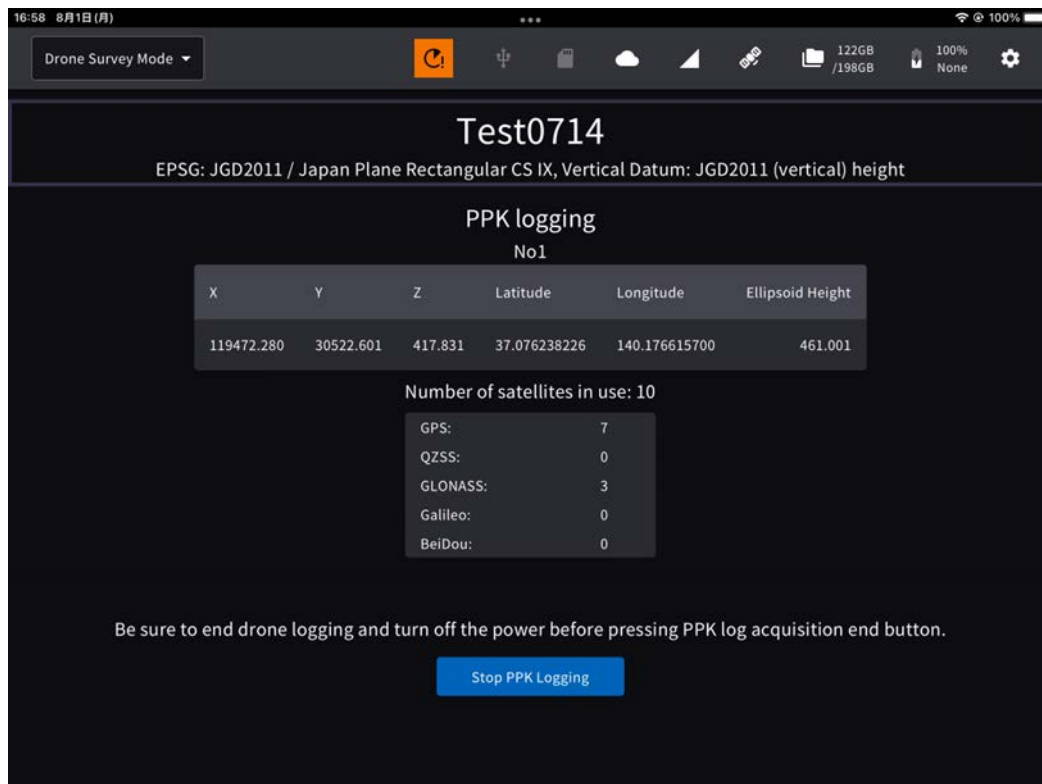 16:58 8月1日(月)
100%
Drone Survey Mode
122GB
/198GB
100%
None
Test0714
EPSG: JGD2011 / Japan Plane Rectangular CS IX, Vertical Datum: JGD2011 (vertical) height
PPK logging
No1
X Y Z Latitude Longitude Ellipsoid Height
119472.280 30522.601 417.831 37.076238226 140.176615700 461.001
Number of satellites in use: 10
GPS: 7
QZSS: 0
GLONASS: 3
Galileo: 0
BeiDou: 0
Be sure to end drone logging and turn off the power before pressing PPK log acquisition end button.
Stop PPK Logging